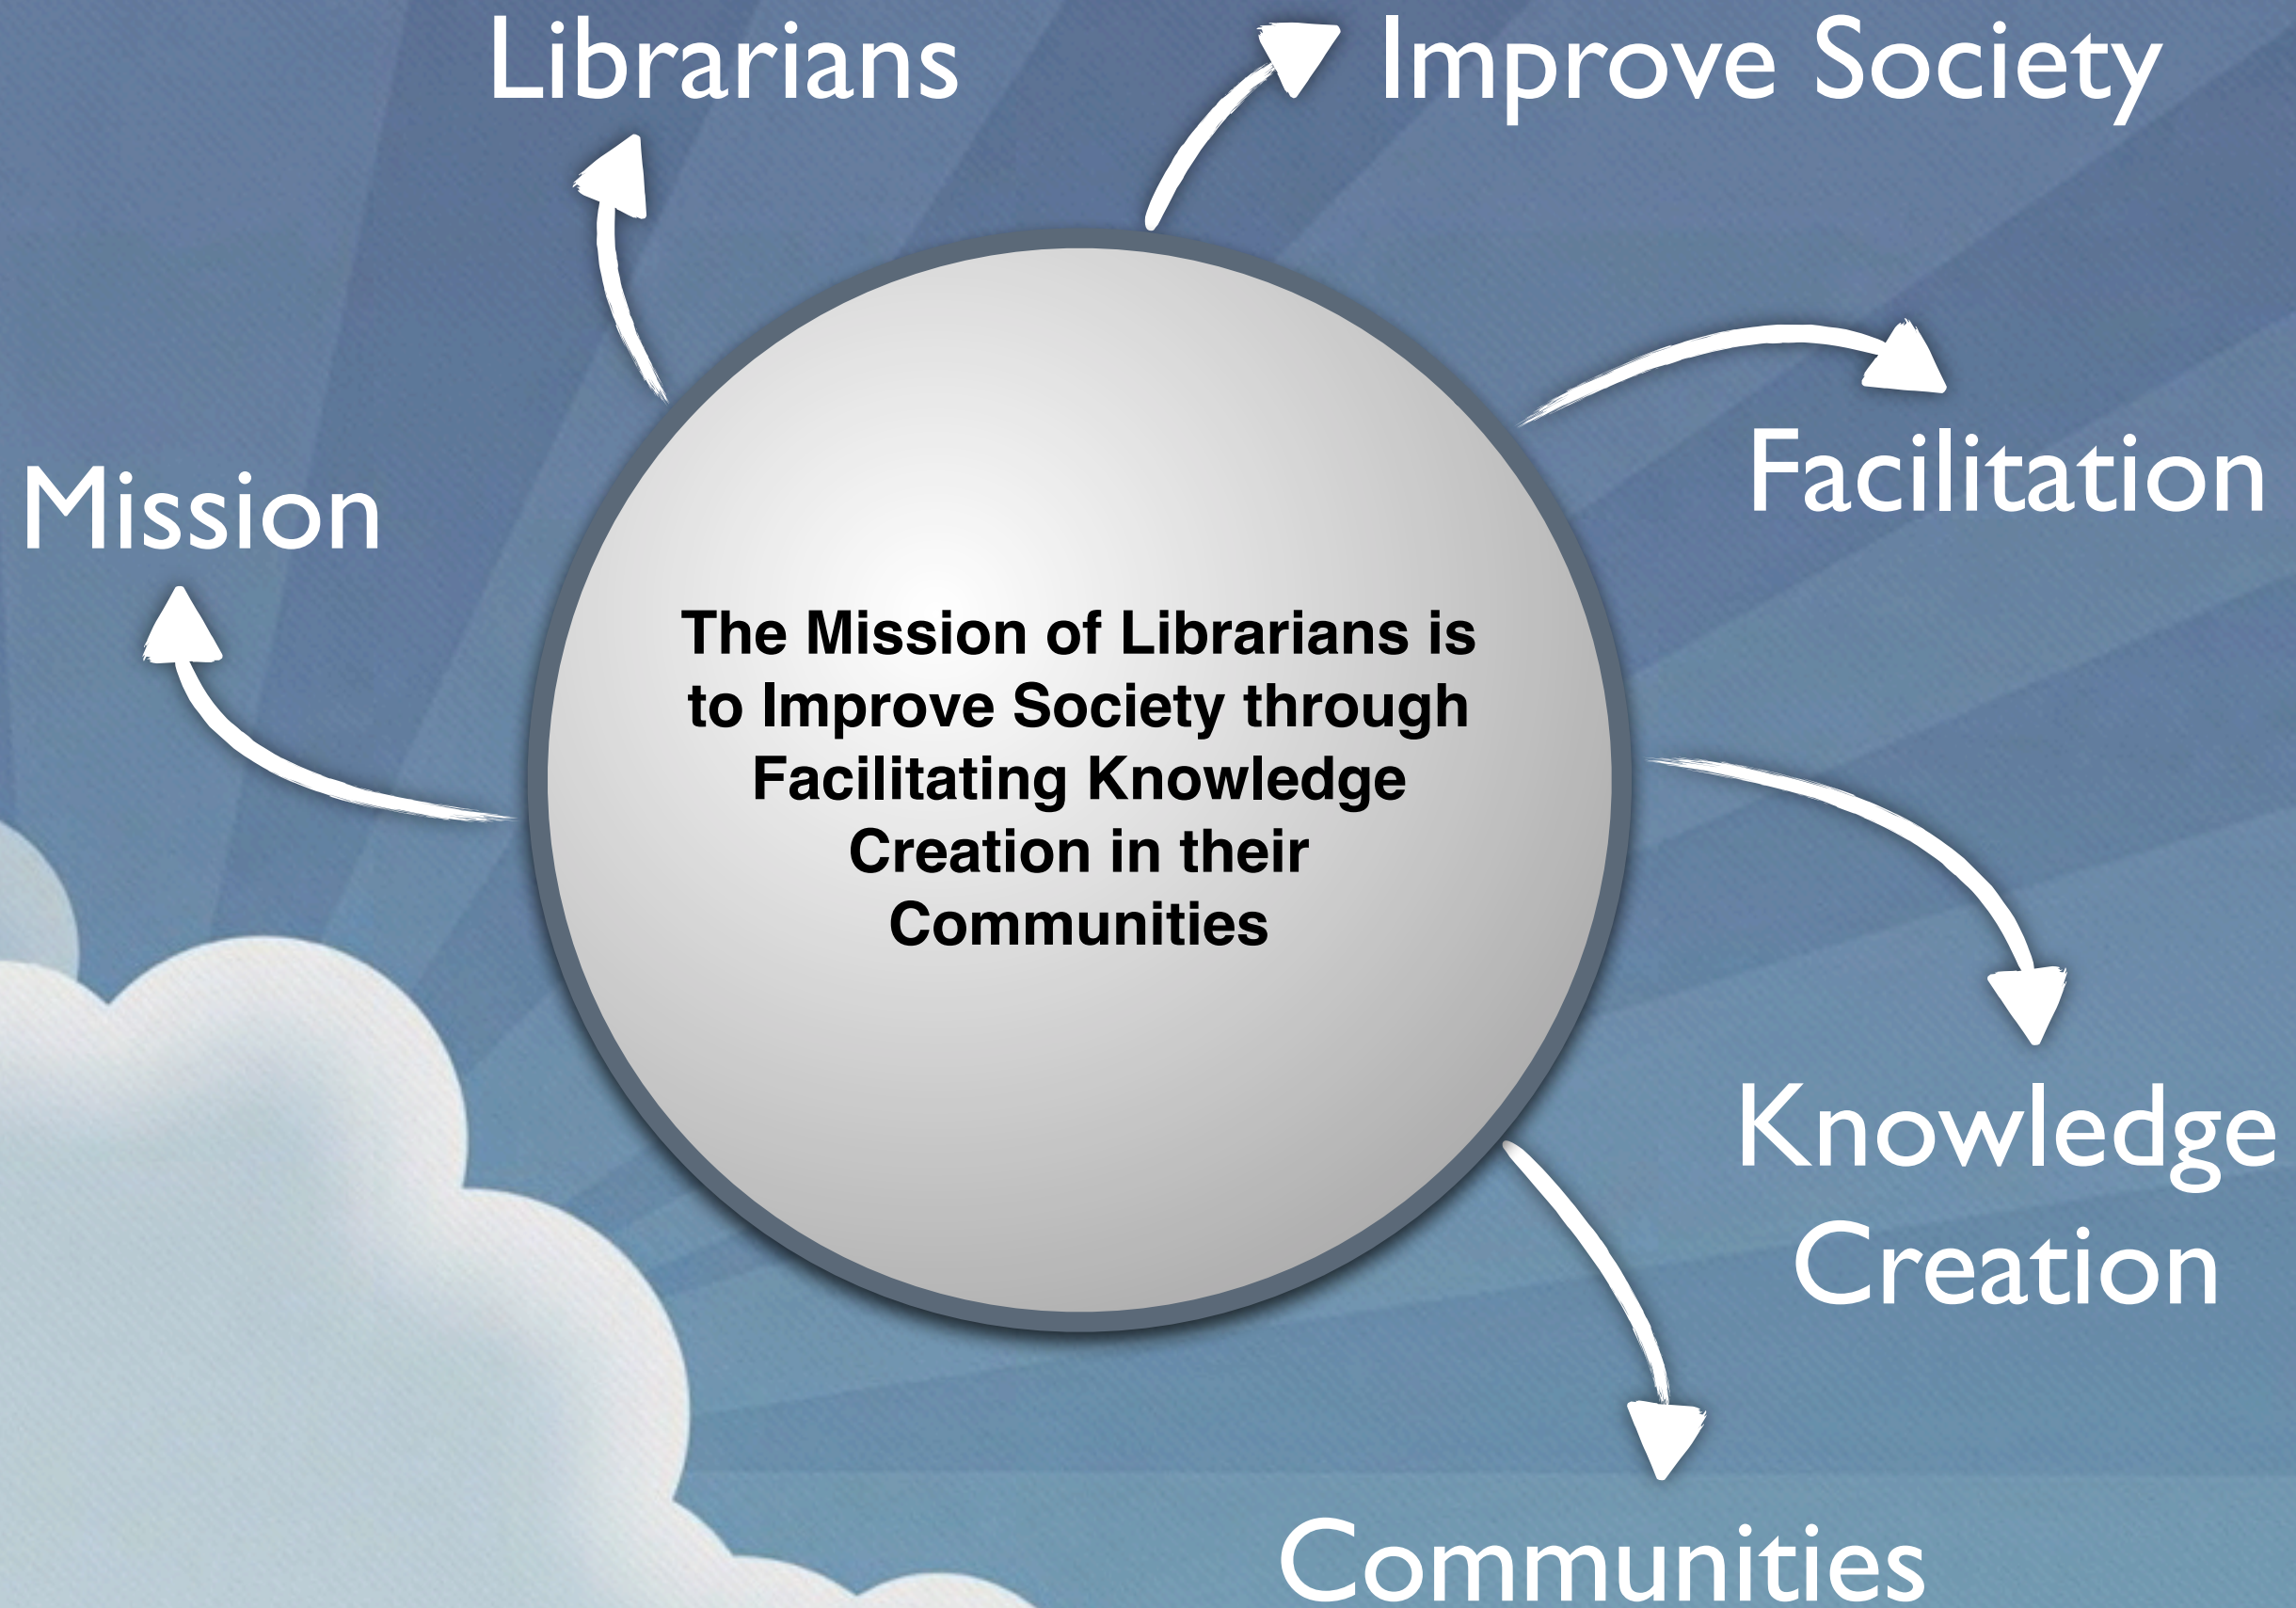 Librarians
Improve Society
Mission
Facilitation
The Mission of Librarians is
to Improve Society through
Facilitating Knowledge
Creation in their
Communities
Knowledge
Creation
Communities